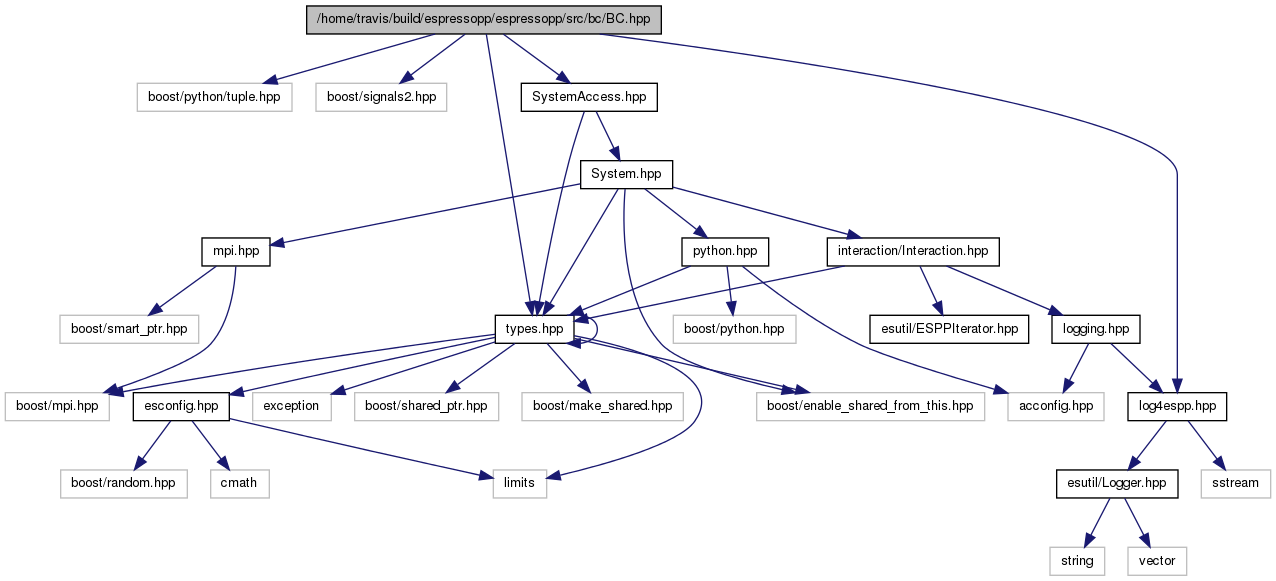 /home/travis/build/espressopp/espressopp/src/bc/BC.hpp
boost/python/tuple.hpp
boost/signals2.hpp
SystemAccess.hpp
System.hpp
mpi.hpp
python.hpp
interaction/Interaction.hpp
boost/smart_ptr.hpp
types.hpp
boost/python.hpp
esutil/ESPPIterator.hpp
logging.hpp
boost/mpi.hpp
esconfig.hpp
exception
boost/shared_ptr.hpp
boost/make_shared.hpp
boost/enable_shared_from_this.hpp
acconfig.hpp
log4espp.hpp
boost/random.hpp
cmath
limits
esutil/Logger.hpp
sstream
string
vector